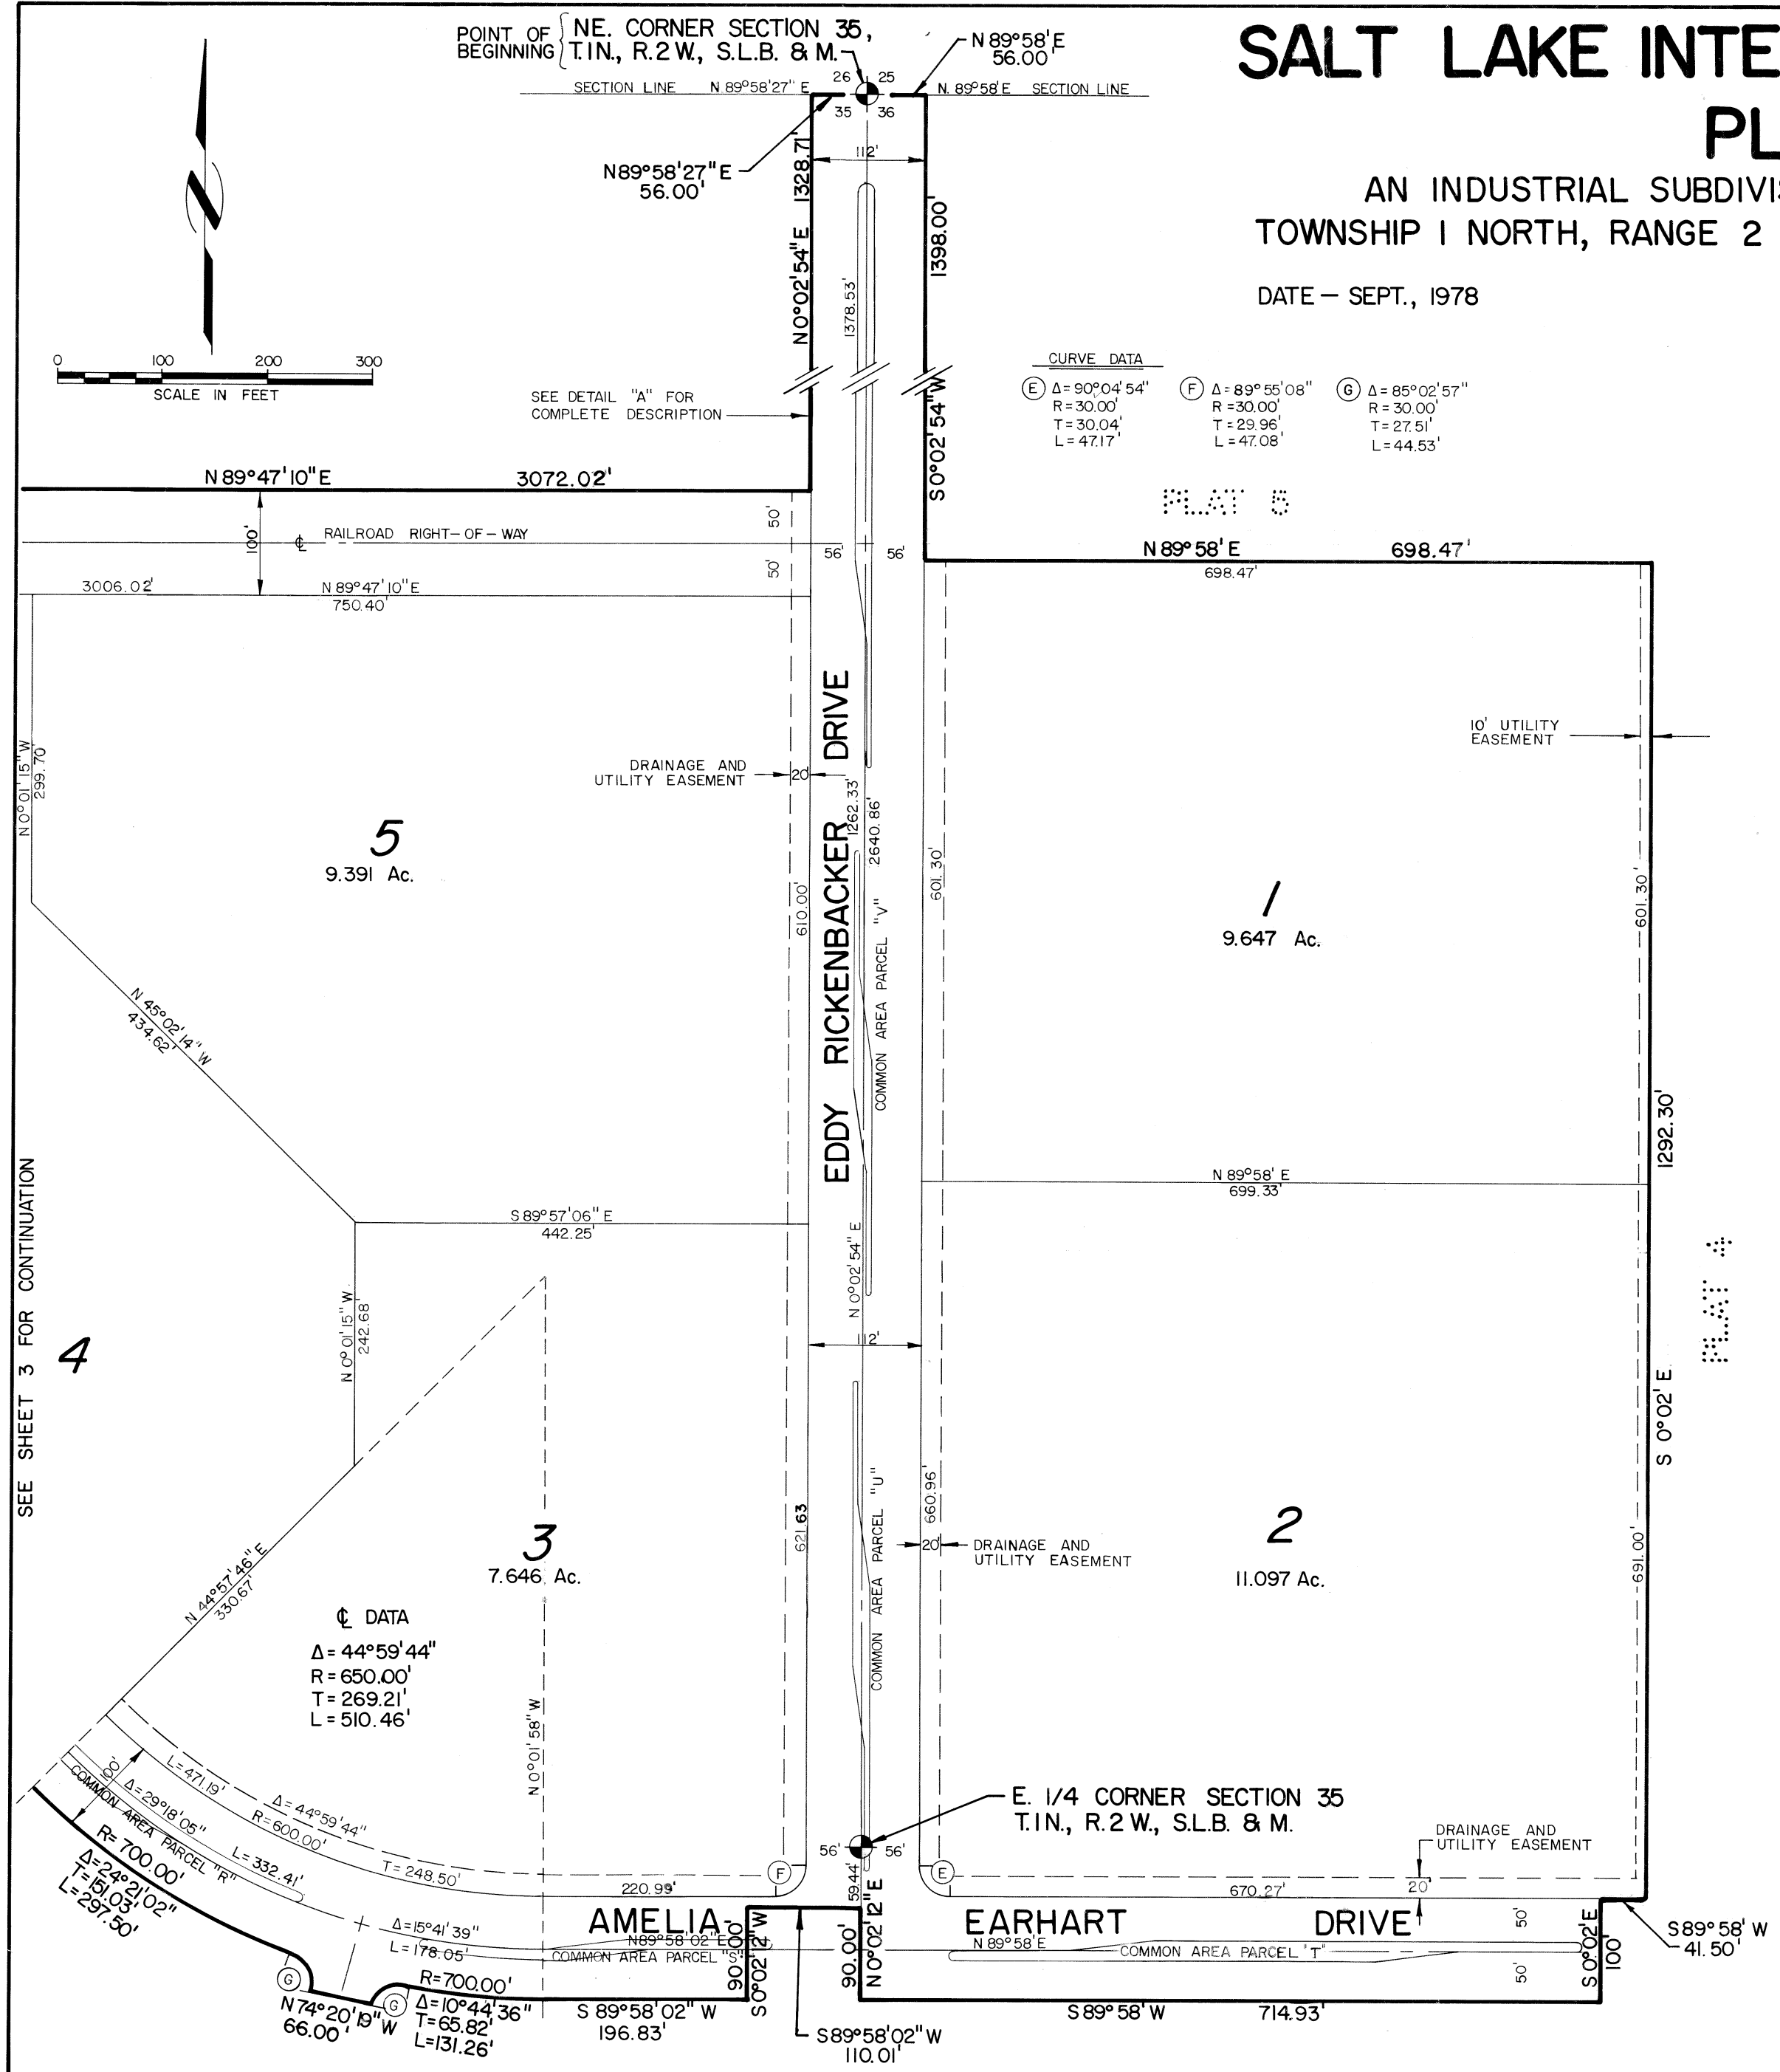 SALT LAKE INTE
PL
AN INDUSTRIAL SUBDIVIS
TOWNSHIP 1 NORTH, RANGE 2
DATE — SEPT., 1978
POINT OF BEGINNING { NE. CORNER SECTION 35,
T.1N., R.2W., S.L.B. & M.
N 89°58'E
56.00'
SECTION LINE N 89°58'27" E
26 25
35 36
N. 89°58'E SECTION LINE
N89°58'27"E
56.00'
112'
N0°02'54"E 1328.71'
1378.53'
1398.00'
S0°02'54"W
0 100 200 300
SCALE IN FEET
SEE DETAIL "A" FOR
COMPLETE DESCRIPTION
CURVE DATA
E Δ=90°04'54"
R=30.00'
T=30.04'
L=47.17'
F Δ=89°55'08"
R=30.00'
T=29.96'
L=47.08'
G Δ=85°02'57"
R=30.00'
T=27.51'
L=44.53'
PLAT 5
N 89°47'10"E 3072.02'
100'
℄ RAILROAD RIGHT-OF-WAY
50'
50'
56' 56'
3006.02' N 89°47'10"E
750.40'
N89°58'E 698.47'
698.47'
N0°01'15"W
299.70'
DRAINAGE AND
UTILITY EASEMENT
20'
10' UTILITY
EASEMENT
5
9.391 Ac.
610.00'
EDDY RICKENBACKER DRIVE
1262.33'
2640.86'
COMMON AREA PARCEL "V"
601.30'
1
9.647 Ac.
601.30'
N 45°02'14" W
434.62'
1292.30'
N 89°58' E
699.33'
S 89°57'06" E
442.25'
N 0°02'54" E
112'
PLAT A
S 0°02' E
SEE SHEET 3 FOR CONTINUATION
4
N 0°01'15" W
242.68'
3
7.646 Ac.
621.63
COMMON AREA PARCEL "U"
660.96'
20'
DRAINAGE AND
UTILITY EASEMENT
2
11.097 Ac.
691.00'
N 44°57'46" E
330.67'
℄ DATA
Δ=44°59'44"
R=650.00'
T=269.21'
L=510.46'
N 0°01'58" W
E. 1/4 CORNER SECTION 35
T.1N., R.2W., S.L.B. & M.
56' 56'
59.44'
100'
L=471.19'
Δ=44°59'44"
R=600.00'
T=248.50'
Δ=29°18'05"
L=332.41'
COMMON AREA PARCEL "R"
R=700.00'
Δ=24°21'02"
T=151.03'
L=297.50'
F
220.99'
E
670.27'
DRAINAGE AND
UTILITY EASEMENT
20'
AMELIA EARHART DRIVE
Δ=15°41'39"
L=178.05'
N89°58'02"E
COMMON AREA PARCEL "S"
90.00'
S0°02'12"W
90.00'
N0°02'12"E
N 89°58'E
COMMON AREA PARCEL "T"
50'
50'
S0°02'E
100'
S89°58'W
41.50'
G
N74°20'19"W
66.00'
G
R=700.00'
Δ=10°44'36"
T=65.82'
L=131.26'
S 89°58'02" W
196.83'
S89°58'02"W
110.01'
S89°58'W 714.93'